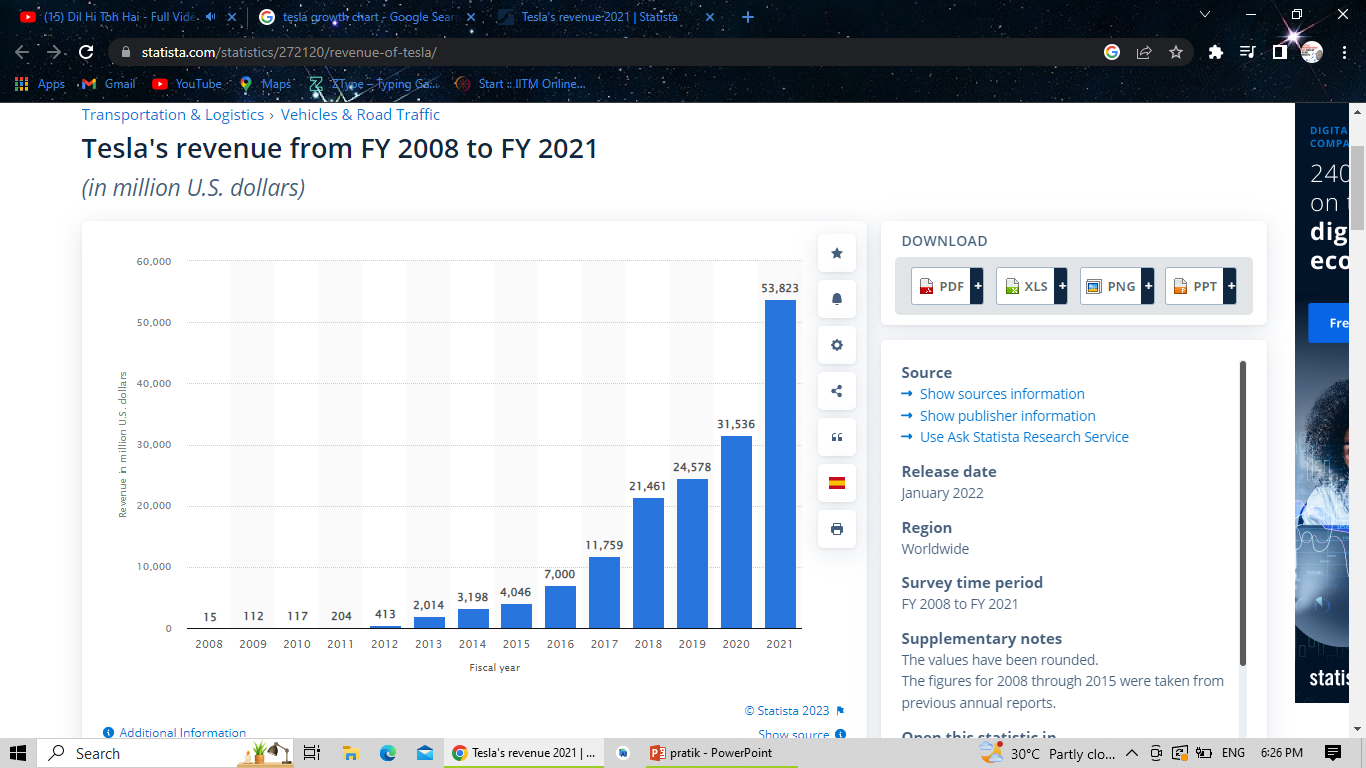 (15) Dil Hi Toh Hai - Full Vide
tesla growth chart - Google Sear
Tesla's revenue 2021 | Statista
statista.com/statistics/272120/revenue-of-tesla/
Apps
Gmail
YouTube
Maps
ZType – Typing Ga...
Start :: IITM Online...
Transportation & Logistics › Vehicles & Road Traffic
Tesla's revenue from FY 2008 to FY 2021
(in million U.S. dollars)
Revenue in million U.S. dollars
60,000
50,000
40,000
30,000
20,000
10,000
0
15
112
117
204
413
2,014
3,198
4,046
7,000
11,759
21,461
24,578
31,536
53,823
2008 2009 2010 2011 2012 2013 2014 2015 2016 2017 2018 2019 2020 2021
Fiscal year
© Statista 2023
Additional Information
Show source
DOWNLOAD
PDF + XLS + PNG + PPT +
Source
→ Show sources information
→ Show publisher information
→ Use Ask Statista Research Service
Release date
January 2022
Region
Worldwide
Survey time period
FY 2008 to FY 2021
Supplementary notes
The values have been rounded.
The figures for 2008 through 2015 were taken from
previous annual reports.
Open this statistic in
DIGITA
COMPA
240
on t
dig
eco
Fre
statis
Search
Tesla's revenue 2021 | ...
pratik - PowerPoint
30°C Partly clo...
ENG
6:26 PM